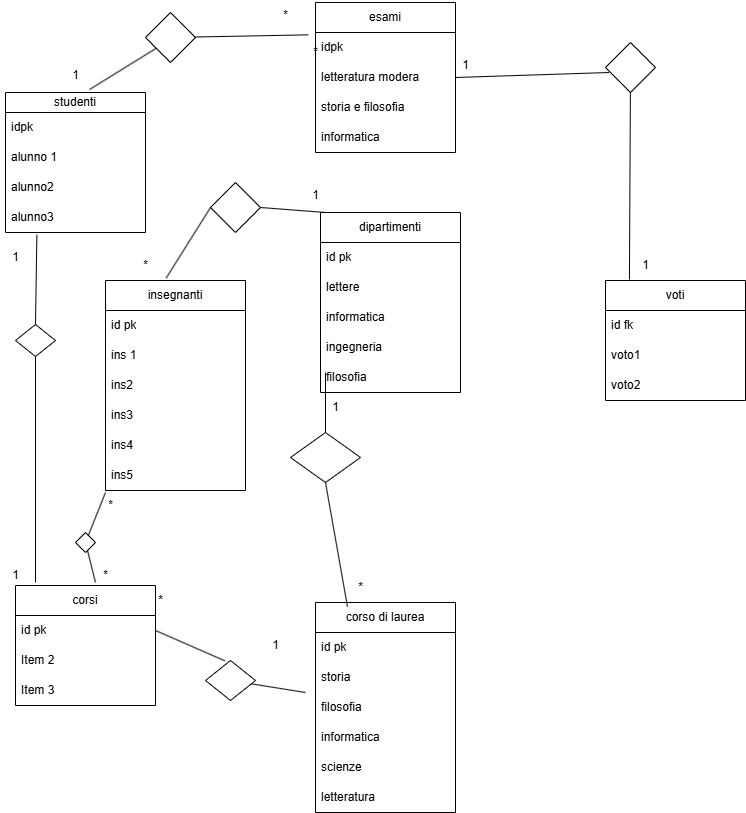 *
esami
*
idpk
letteratura modera
storia e filosofia
informatica
1
1
studenti
idpk
alunno 1
alunno2
alunno3
1
1
dipartimenti
id pk
lettere
informatica
ingegneria
filosofia
1
*
insegnanti
id pk
ins 1
ins2
ins3
ins4
ins5
*
1
voti
id fk
voto1
voto2
1
*
corsi
id pk
Item 2
Item 3
*
1
*
corso di laurea
id pk
storia
filosofia
informatica
scienze
letteratura